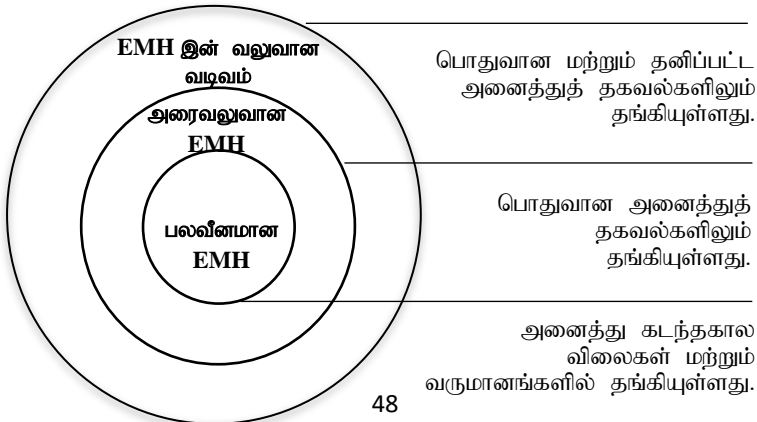 EMH இன் வலுவான
வடிவம்
அரைவலுவான
EMH
பலவீனமான
EMH
பொதுவான மற்றும் தனிப்பட்ட
அனைத்துத் தகவல்களிலும்
தங்கியுள்ளது.
பொதுவான அனைத்துத்
தகவல்களிலும்
தங்கியுள்ளது.
அனைத்து கடந்தகால
விலைகள் மற்றும்
வருமானங்களில் தங்கியுள்ளது.
48